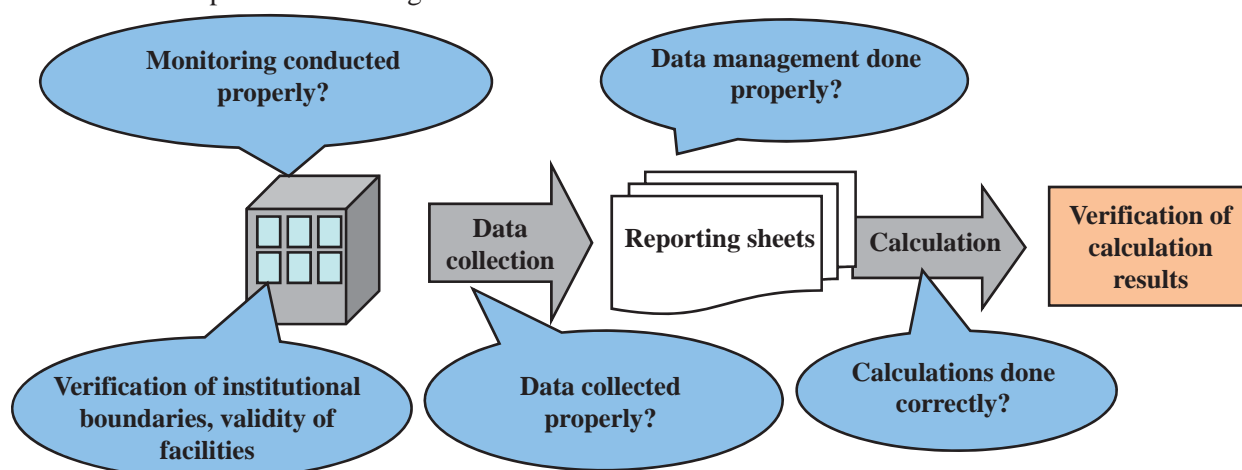 Monitoring conducted
properly?
Data management done
properly?
Data
collection
Reporting sheets
Calculation
Verification of
calculation
results
Verification of institutional
boundaries, validity of
facilities
Data collected
properly?
Calculations done
correctly?